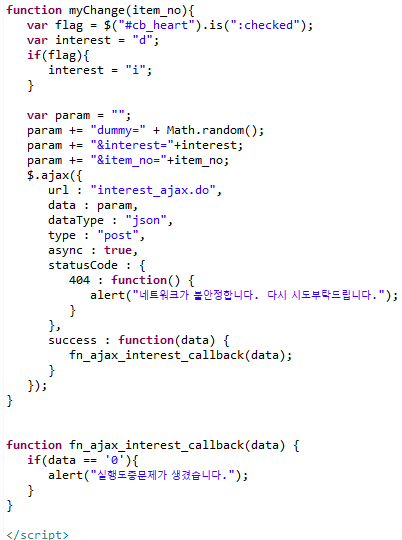 function myChange(item_no){
   var flag = $("#cb_heart").is(":checked");
   var interest = "d";
   if(flag){
      interest = "i";
   }

   var param = "";
   param += "dummy=" + Math.random();
   param += "&interest="+interest;
   param += "&item_no="+item_no;
   $.ajax({
      url : "interest_ajax.do",
      data : param,
      dataType : "json",
      type : "post",
      async : true,
      statusCode : {
         404 : function() {
            alert("네트워크가 불안정합니다. 다시 시도부탁드립니다.");
         }
      },
      success : function(data) {
         fn_ajax_interest_callback(data);
      }
   });
}


function fn_ajax_interest_callback(data) {
   if(data == '0'){
      alert("실행도중문제가 생겼습니다.");
   }
}

</script>